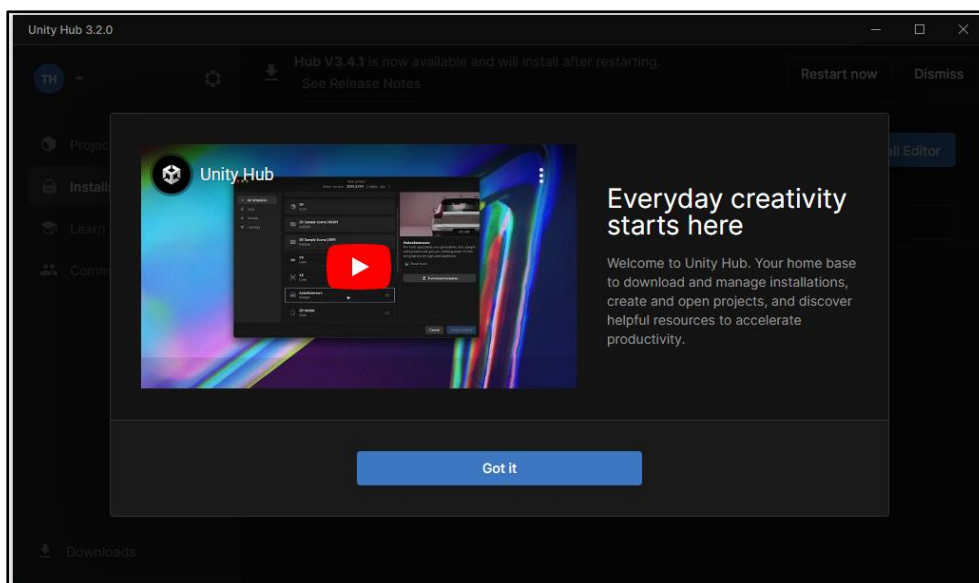 Unity Hub 3.2.0
TH
Hub V3.4.1 is now available and will install after restarting.
See Release Notes
Restart now
Dismiss
Projec
Install
Learn
Comm
Downloads
all Editor
Unity Hub
Everyday creativity
starts here
Welcome to Unity Hub. Your home base
to download and manage installations,
create and open projects, and discover
helpful resources to accelerate
productivity.
Got it